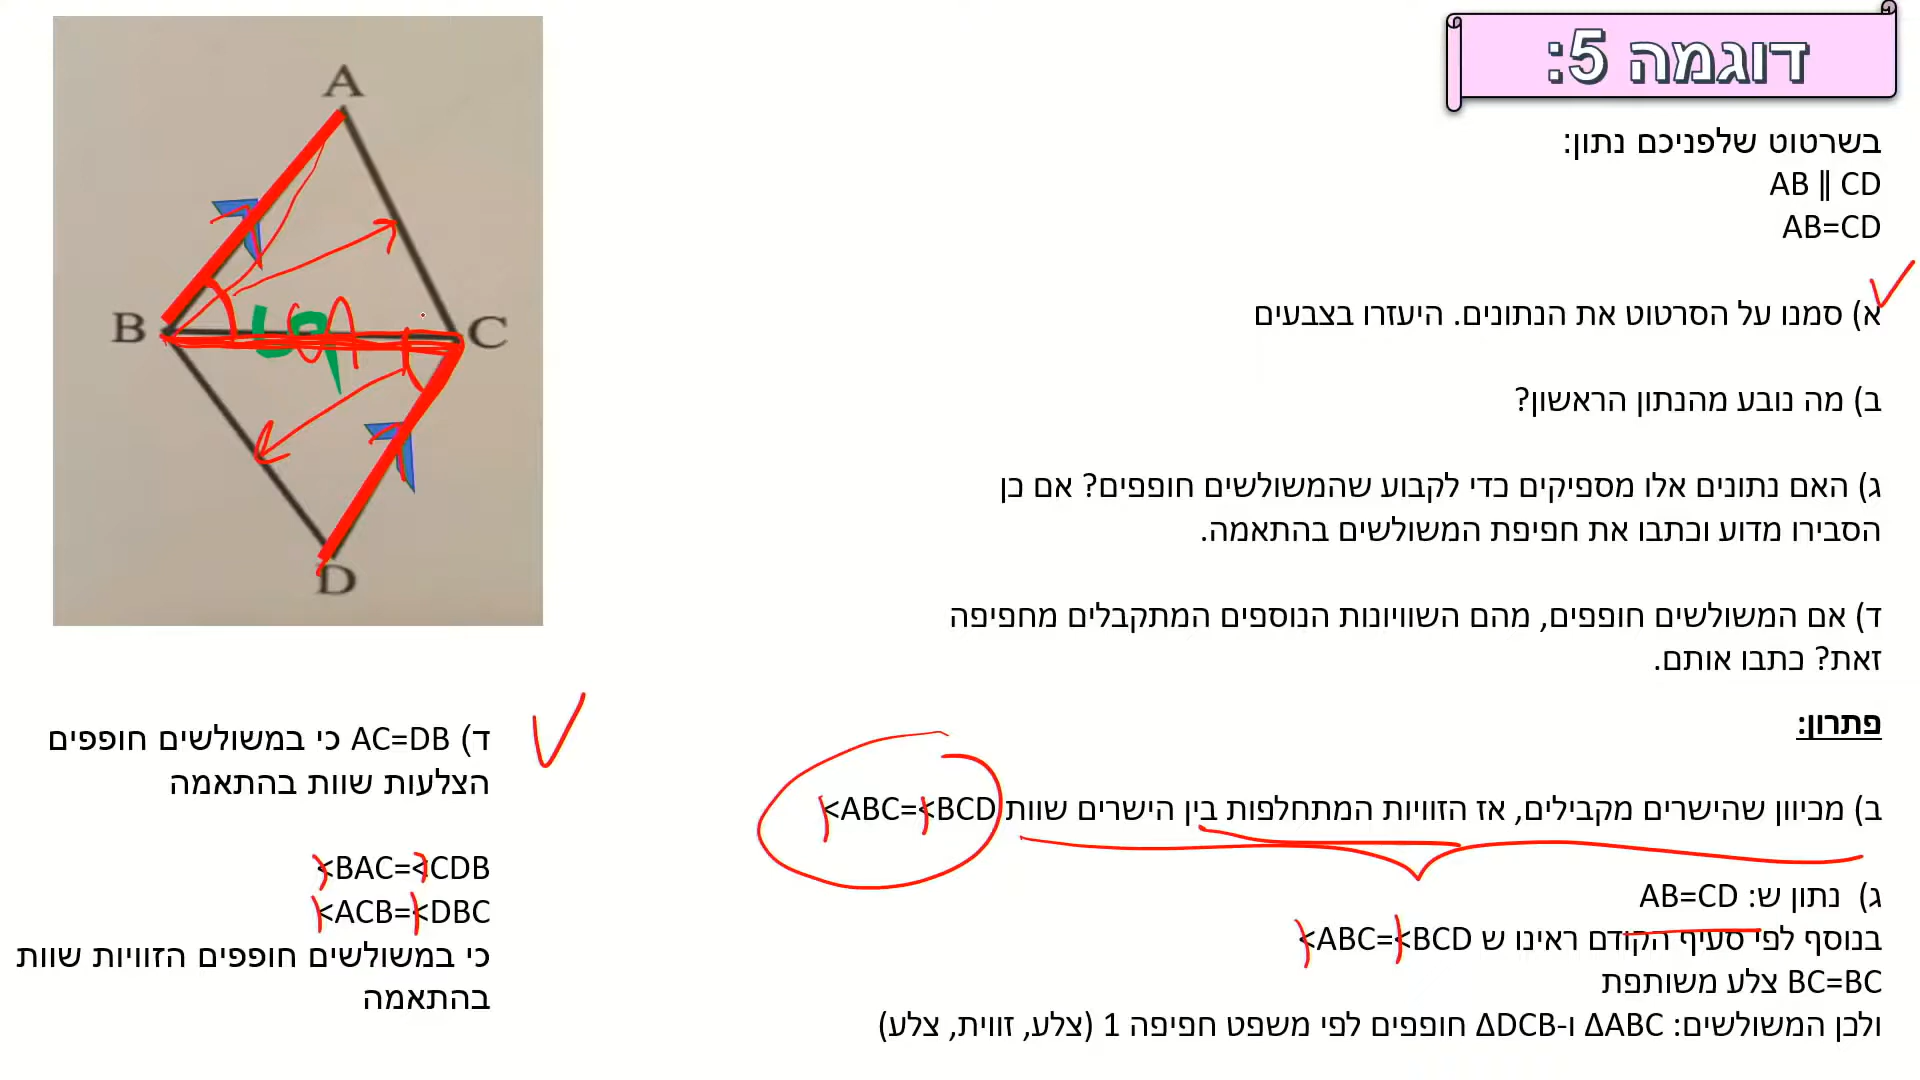 דוגמה 5:
בשרטוט שלפניכם נתון:
AB ∥ CD
AB=CD
א) סמנו על הסרטוט את הנתונים. היעזרו בצבעים
ב) מה נובע מהנתון הראשון?
ג) האם נתונים אלו מספיקים כדי לקבוע שהמשולשים חופפים? אם כן
הסבירו מדוע וכתבו את חפיפת המשולשים בהתאמה.
ד) אם המשולשים חופפים, מהם השוויונות הנוספים המתקבלים מחפיפה
זאת? כתבו אותם.
פתרון:
ב) מכיוון שהישרים מקבילים, אז הזוויות המתחלפות בין הישרים שוות <ABC=<BCD
ג) נתון ש: AB=CD
בנוסף לפי סעיף הקודם ראינו ש <ABC=<BCD
BC=BC צלע משותפת
ולכן המשולשים: ΔABC ו-ΔDCB חופפים לפי משפט חפיפה 1 (צלע, זווית, צלע)
ד) AC=DB כי במשולשים חופפים
הצלעות שוות בהתאמה
<BAC=<CDB
<ACB=<DBC
כי במשולשים חופפים הזוויות שוות
בהתאמה
A
B
C
D